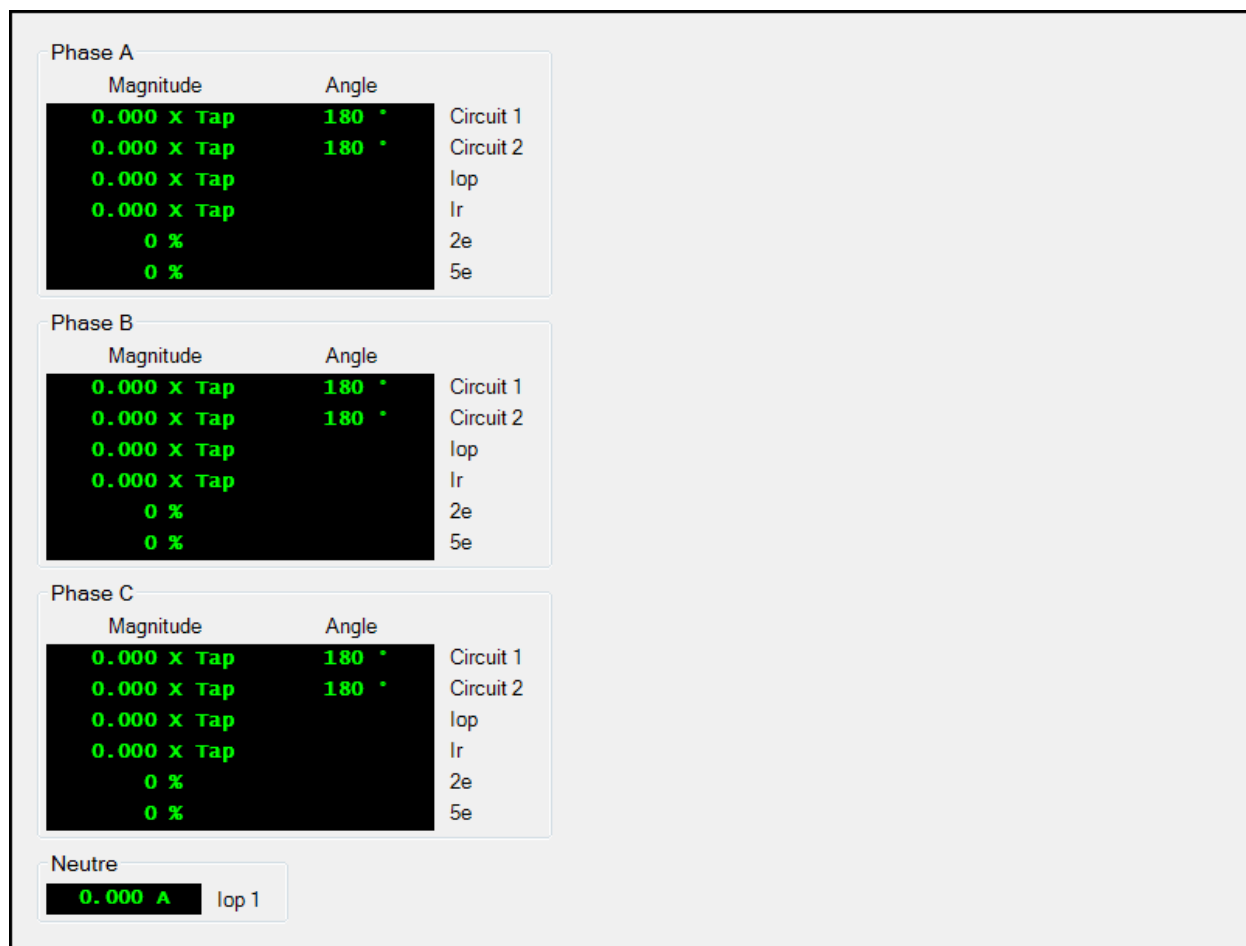 Phase A
Magnitude Angle
0.000 X Tap 180 ° Circuit 1
0.000 X Tap 180 ° Circuit 2
0.000 X Tap Iop
0.000 X Tap Ir
0 % 2e
0 % 5e
Phase B
Magnitude Angle
0.000 X Tap 180 ° Circuit 1
0.000 X Tap 180 ° Circuit 2
0.000 X Tap Iop
0.000 X Tap Ir
0 % 2e
0 % 5e
Phase C
Magnitude Angle
0.000 X Tap 180 ° Circuit 1
0.000 X Tap 180 ° Circuit 2
0.000 X Tap Iop
0.000 X Tap Ir
0 % 2e
0 % 5e
Neutre
0.000 A Iop 1